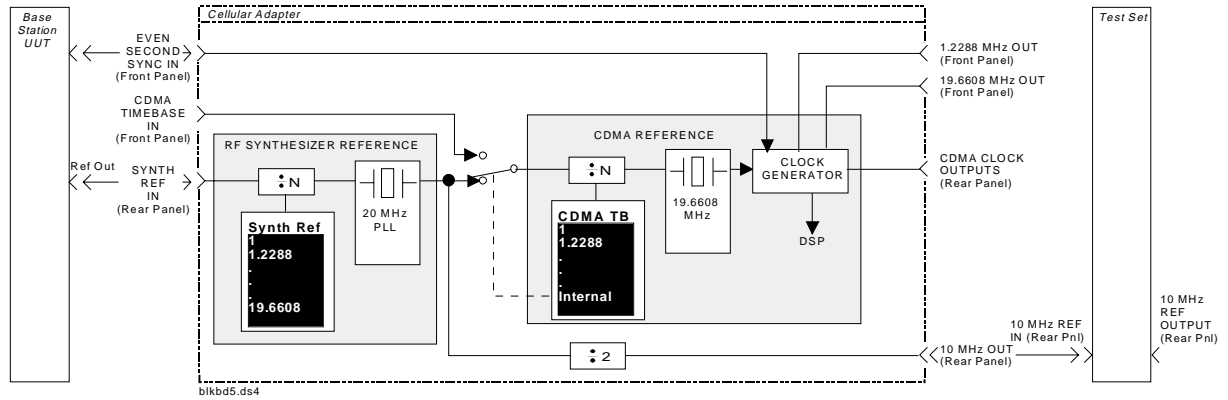 Base
Station
UUT
Cellular Adapter
Test Set
EVEN
SECOND
SYNC IN
(Front Panel)
1.2288 MHz OUT
(Front Panel)
19.6608 MHz OUT
(Front Panel)
CDMA
TIMEBASE
IN
(Front Panel)
RF SYNTHESIZER REFERENCE
CDMA REFERENCE
Ref Out
SYNTH
REF
IN
(Rear Panel)
÷N
20 MHz
PLL
÷N
19.6608
MHz
CLOCK
GENERATOR
CDMA CLOCK
OUTPUTS
(Rear Panel)
Synth Ref
1
1.2288
.
.
.
19.6608
CDMA TB
1
1.2288
.
.
.
Internal
DSP
÷2
10 MHz OUT
(Rear Panel)
10 MHz REF
IN (Rear Pnl)
10 MHz
REF
OUTPUT
(Rear Pnl)
blkbd5.ds4